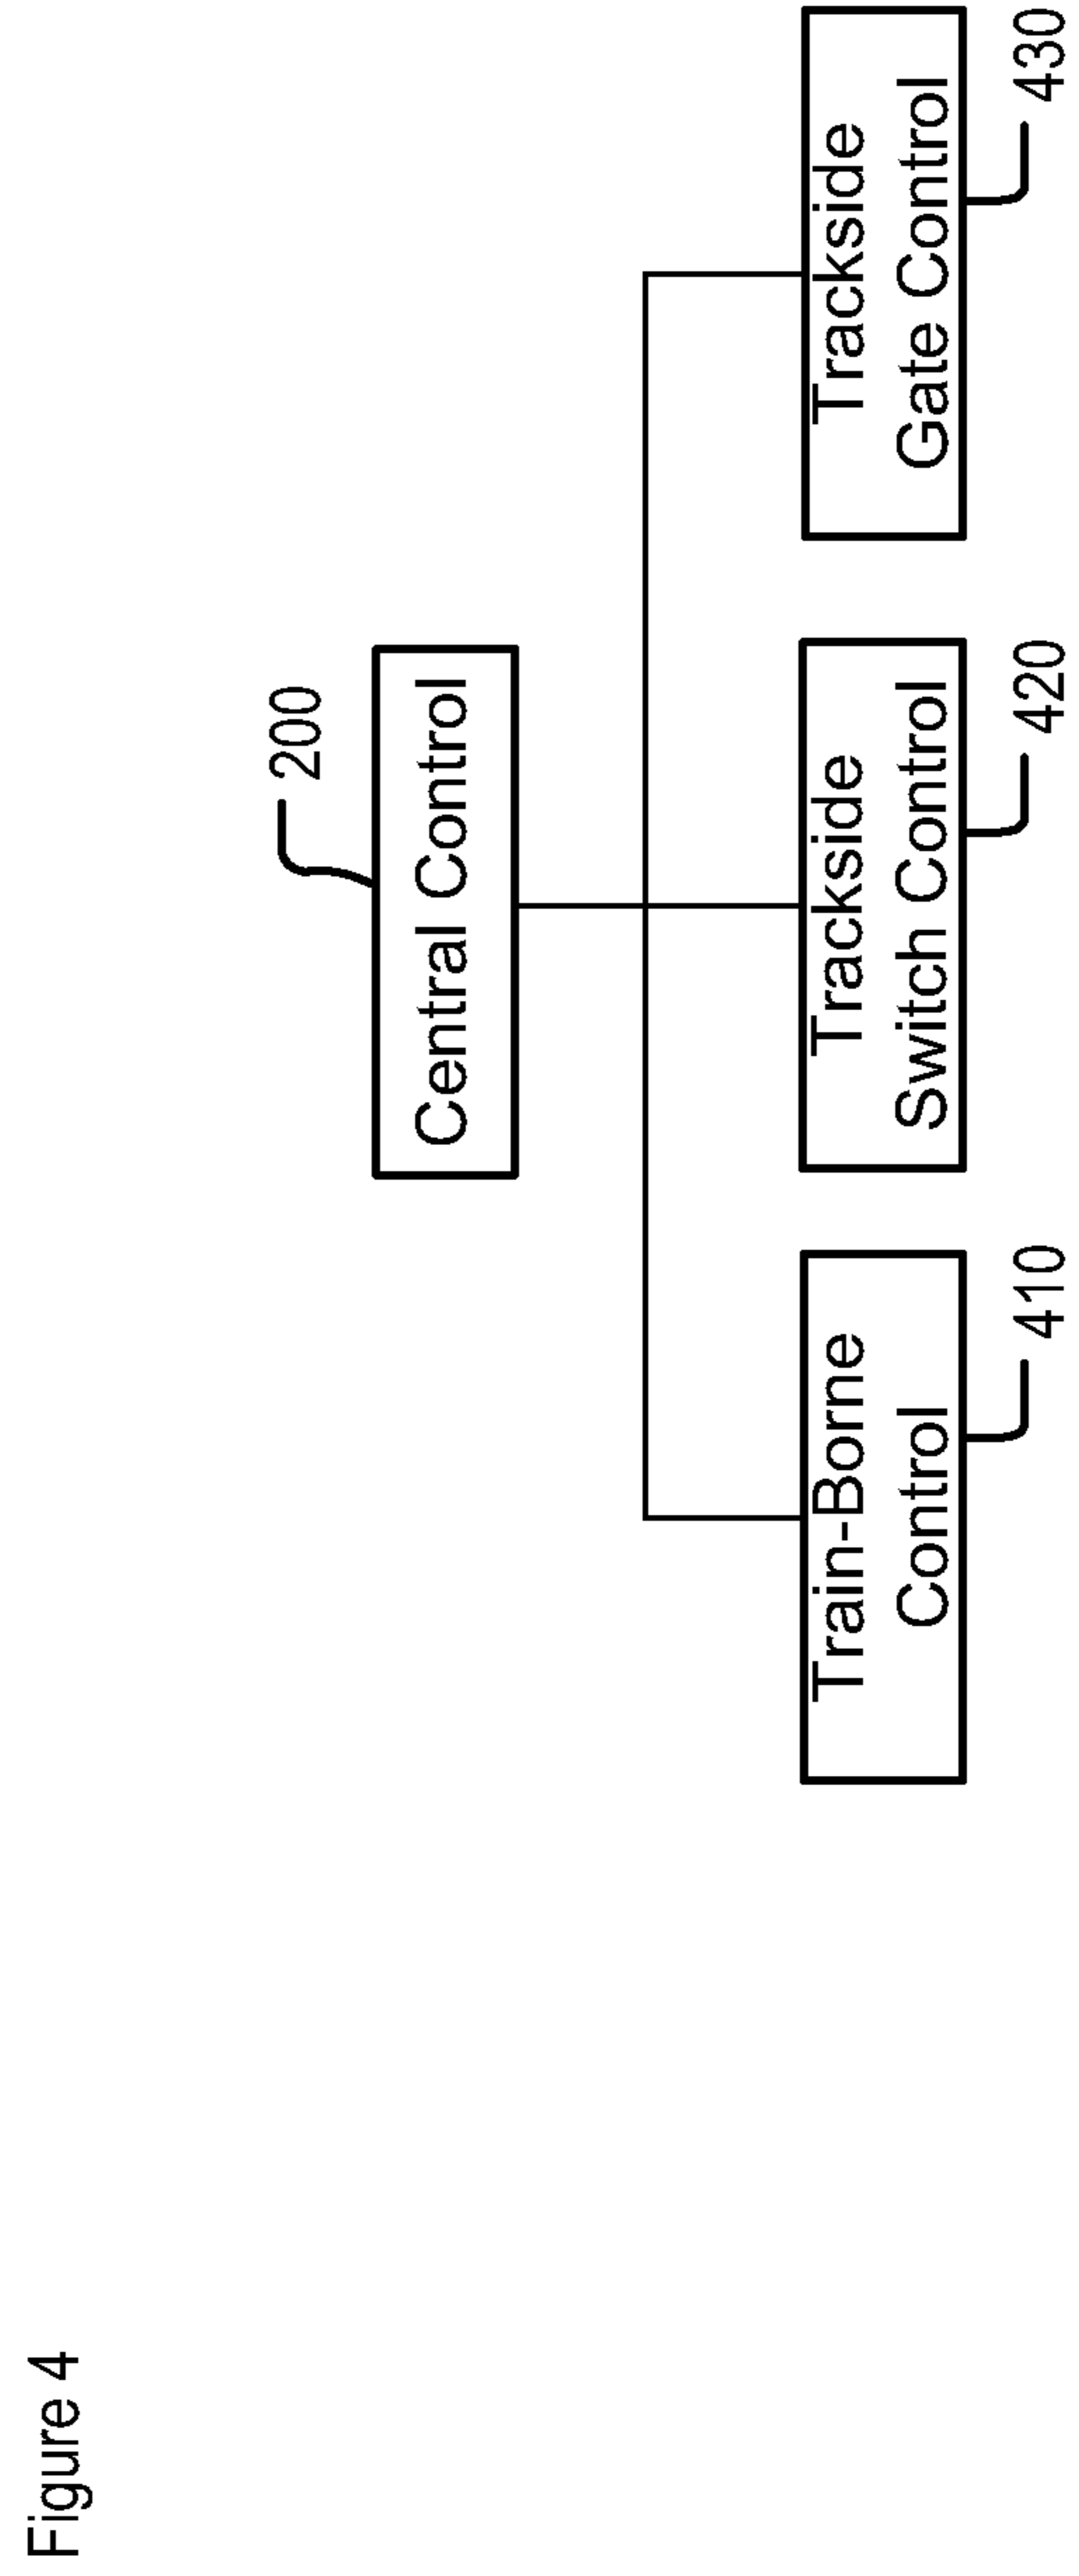 Figure 4
200
Central Control
Train-Borne
Control
Trackside
Switch Control
Trackside
Gate Control
410
420
430